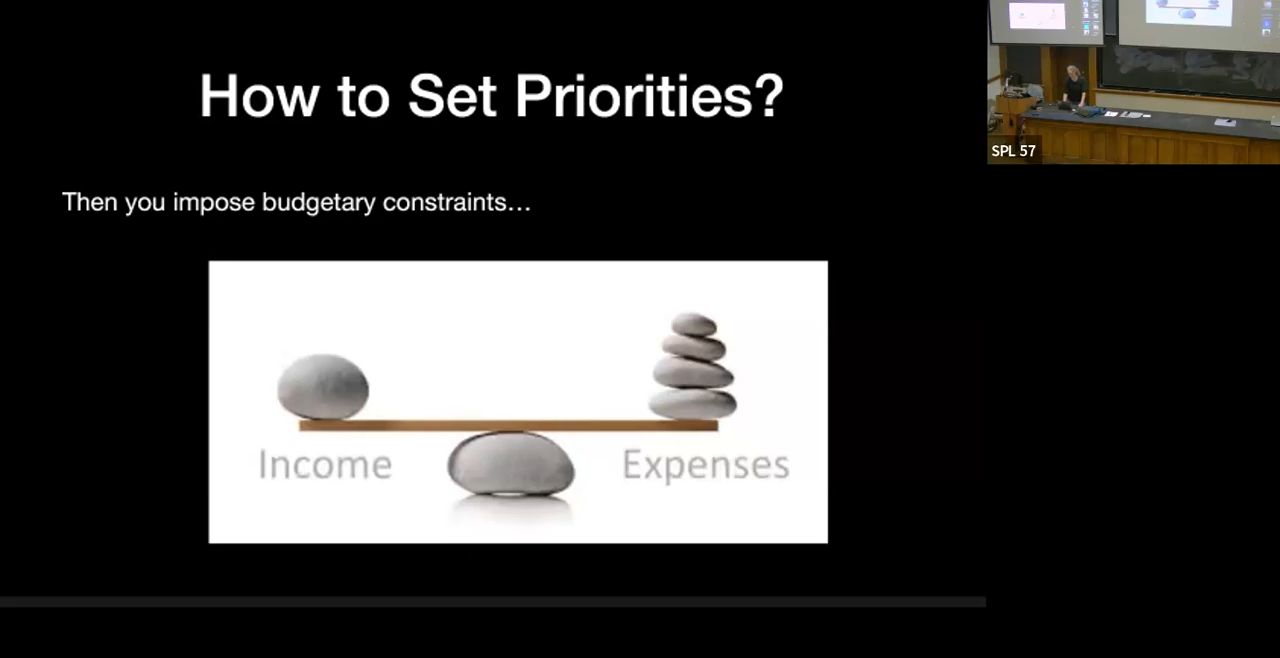 How to Set Priorities?
SPL 57
Then you impose budgetary constraints…
Income
Expenses